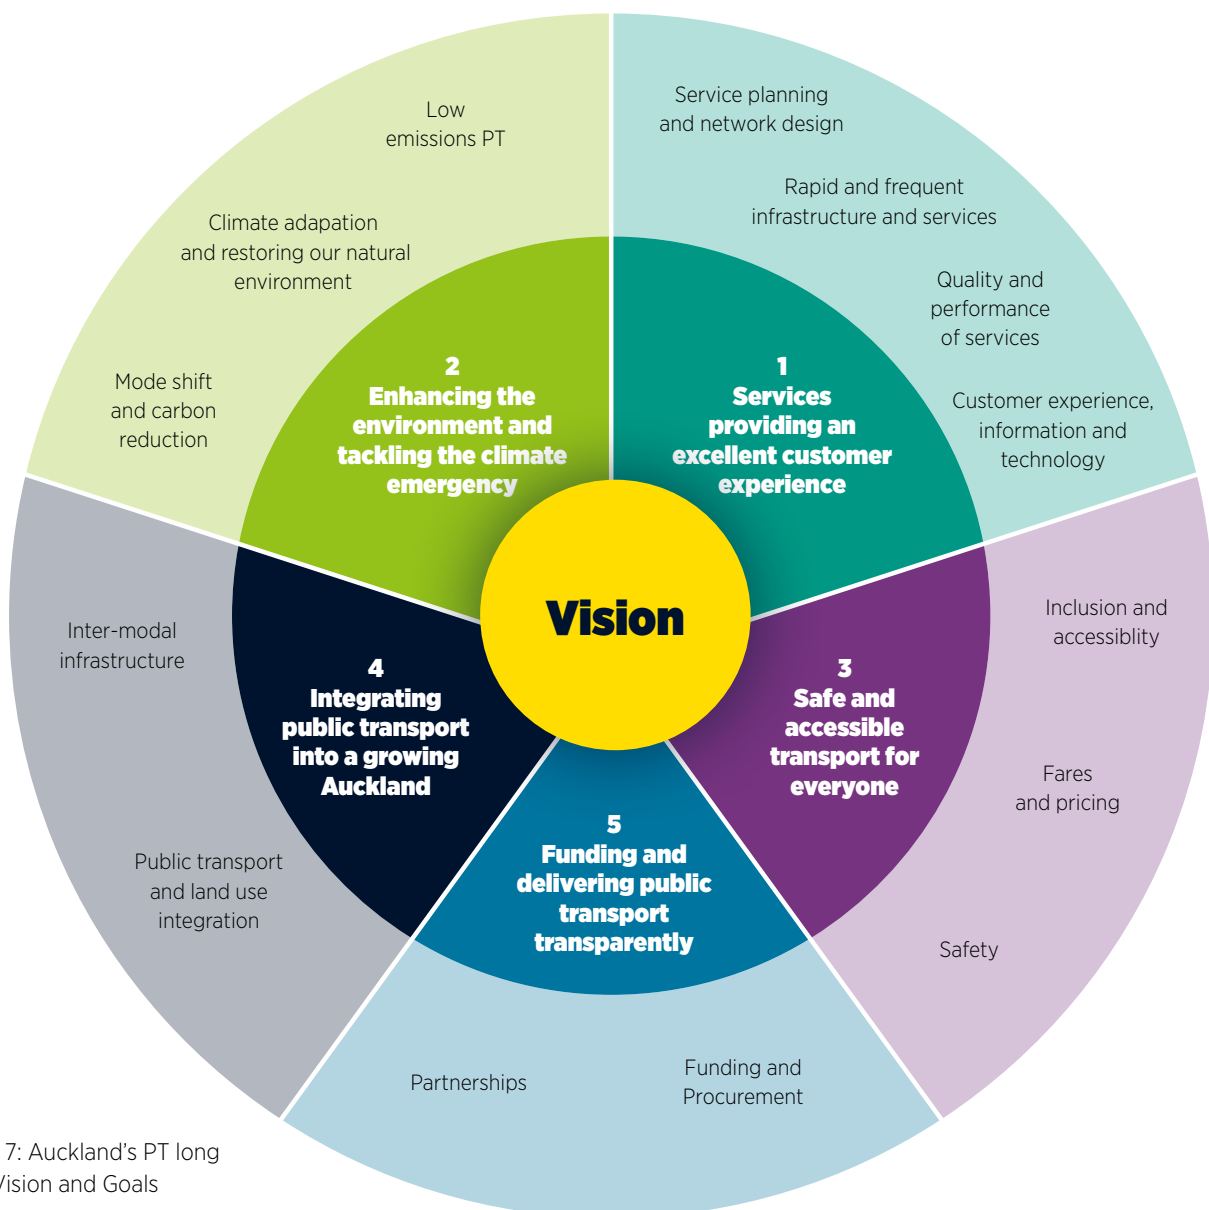 Low
emissions PT
Climate adapation
and restoring our natural
environment
Mode shift
and carbon
reduction
Service planning
and network design
Rapid and frequent
infrastructure and services
Quality and
performance
of services
Customer experience,
information and
technology
2
Enhancing the
environment and
tackling the climate
emergency
1
Services
providing an
excellent customer
experience
Vision
Inter-modal
infrastructure
Public transport
and land use
integration
4
Integrating
public transport
into a growing
Auckland
3
Safe and
accessible
transport for
everyone
Inclusion and
accessiblity
Fares
and pricing
Safety
5
Funding and
delivering public
transport
transparently
Partnerships
Funding and
Procurement
7: Auckland's PT long
Vision and Goals